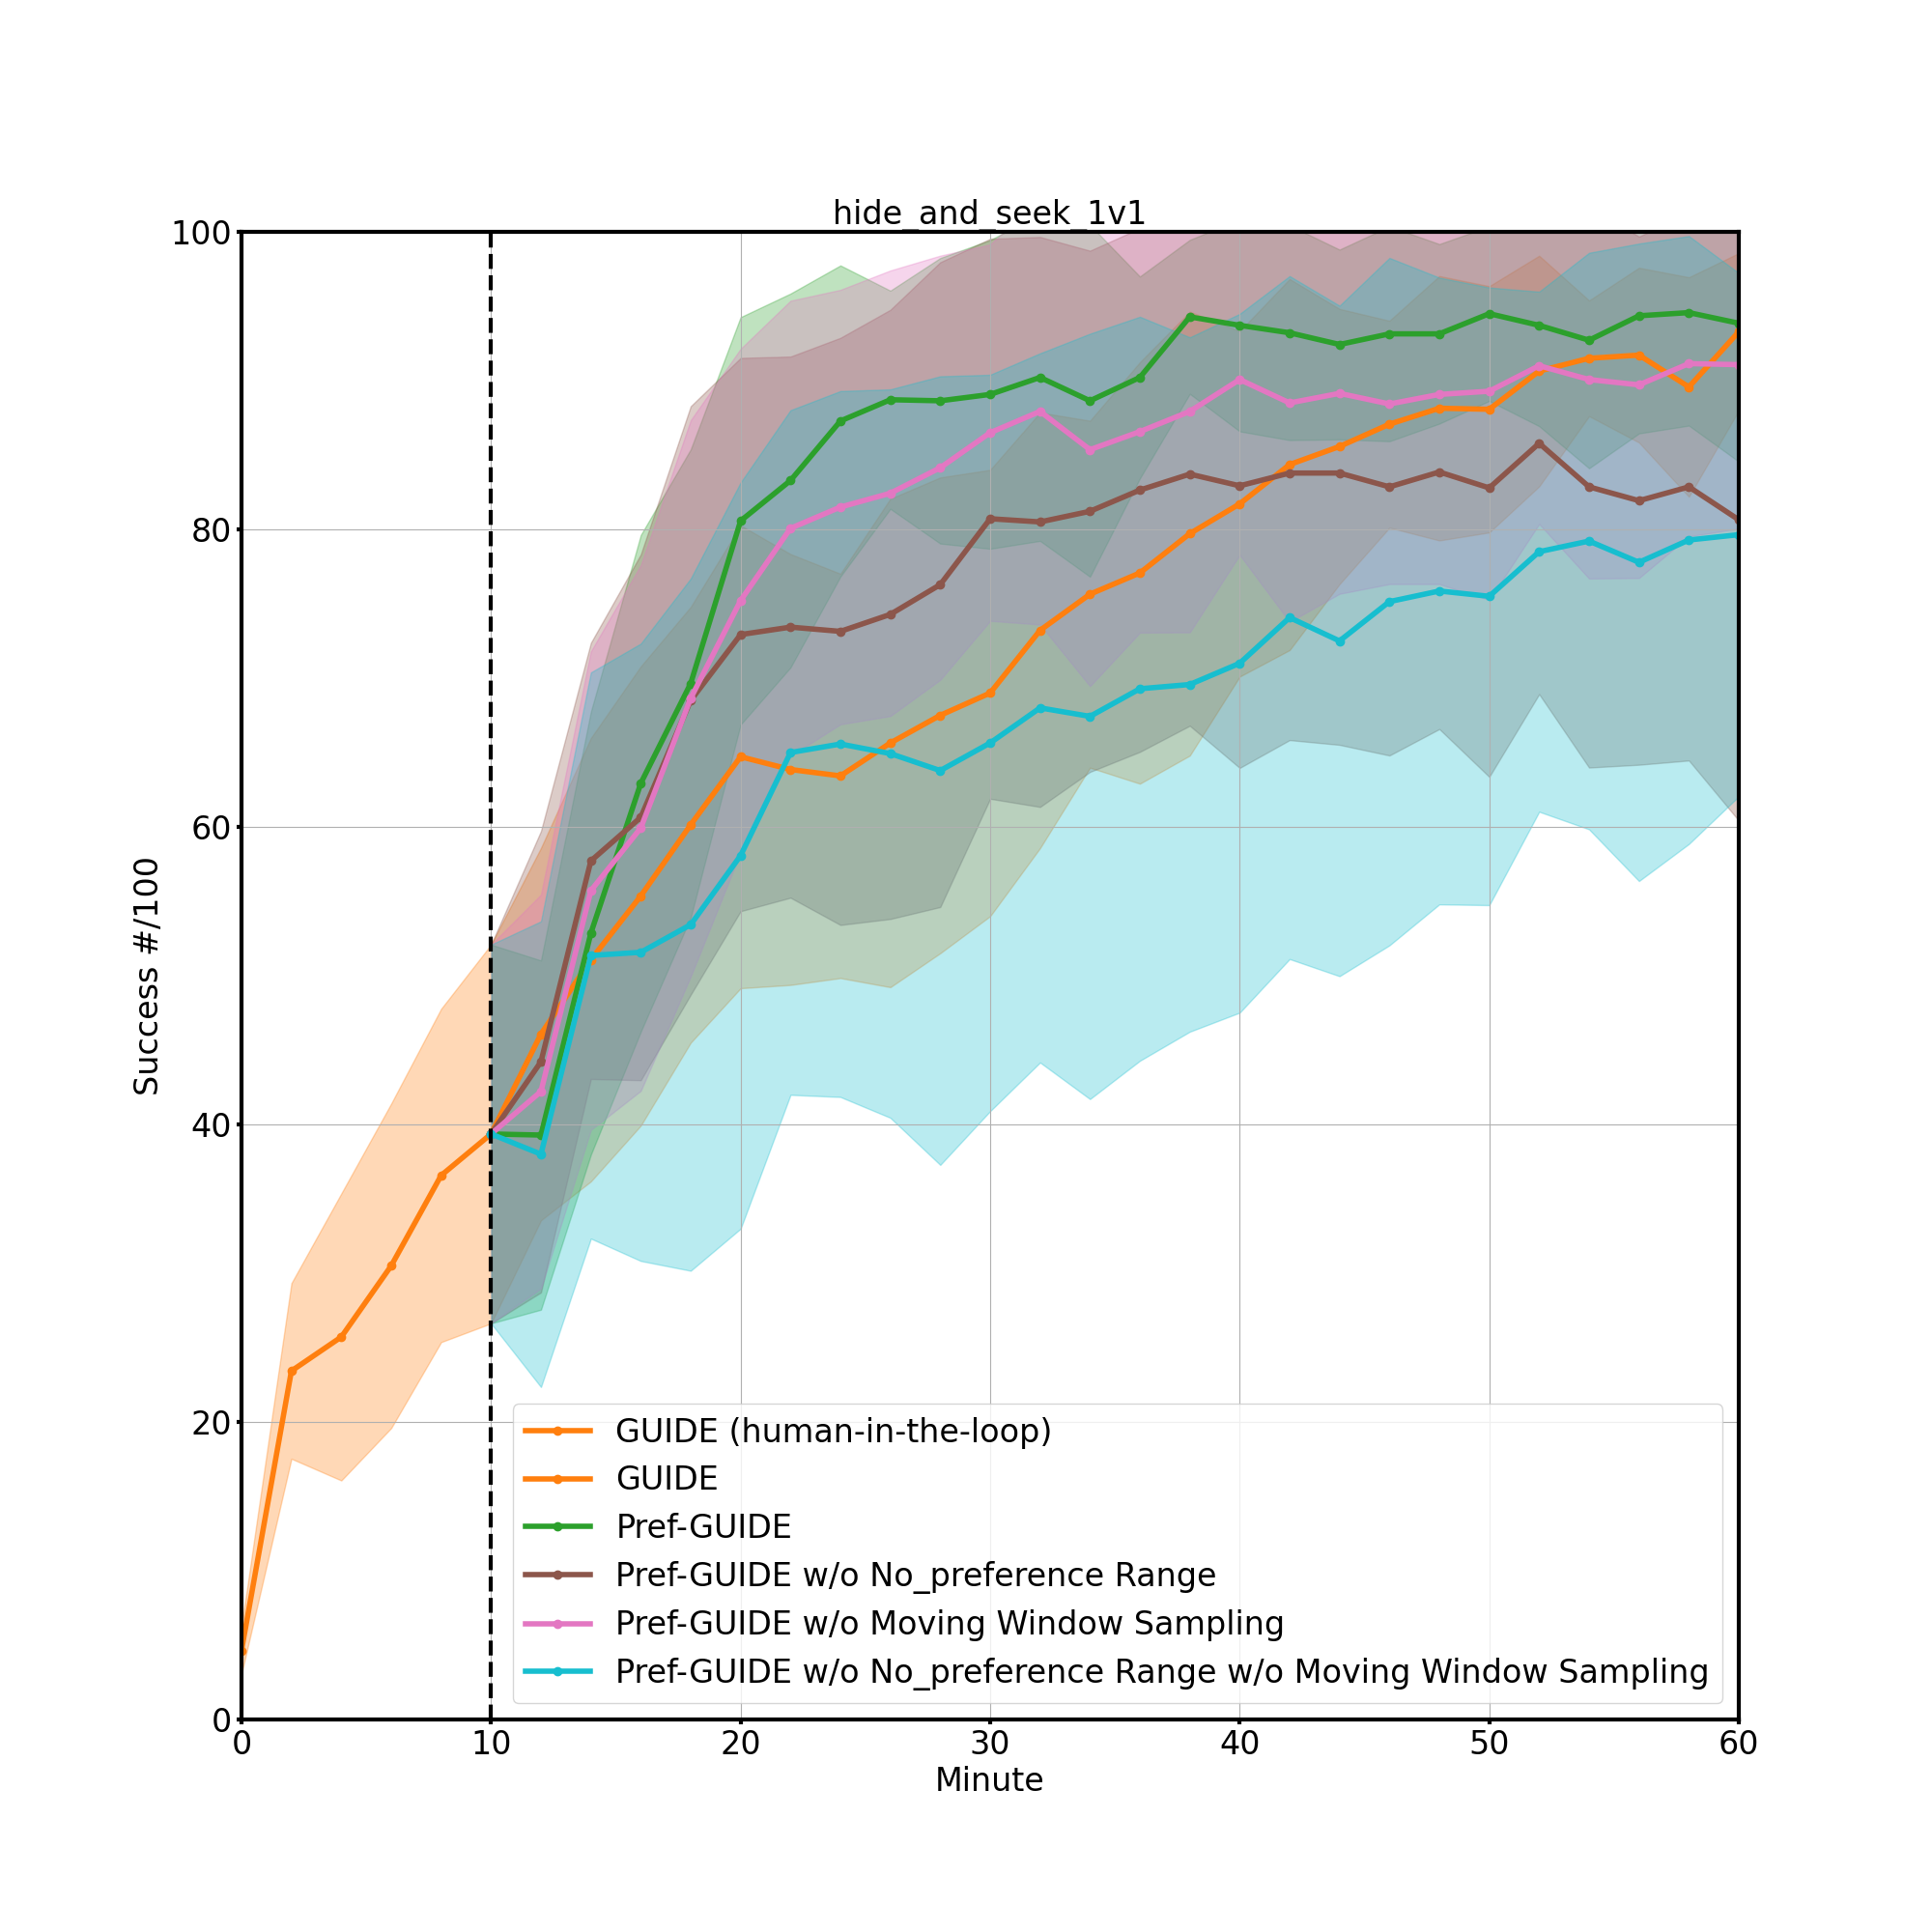 hide_and_seek_1v1
100
80
60
40
20
0
Success #/100
GUIDE (human-in-the-loop)
GUIDE
Pref-GUIDE
Pref-GUIDE w/o No_preference Range
Pref-GUIDE w/o Moving Window Sampling
Pref-GUIDE w/o No_preference Range w/o Moving Window Sampling
0 10 20 30 40 50 60
Minute